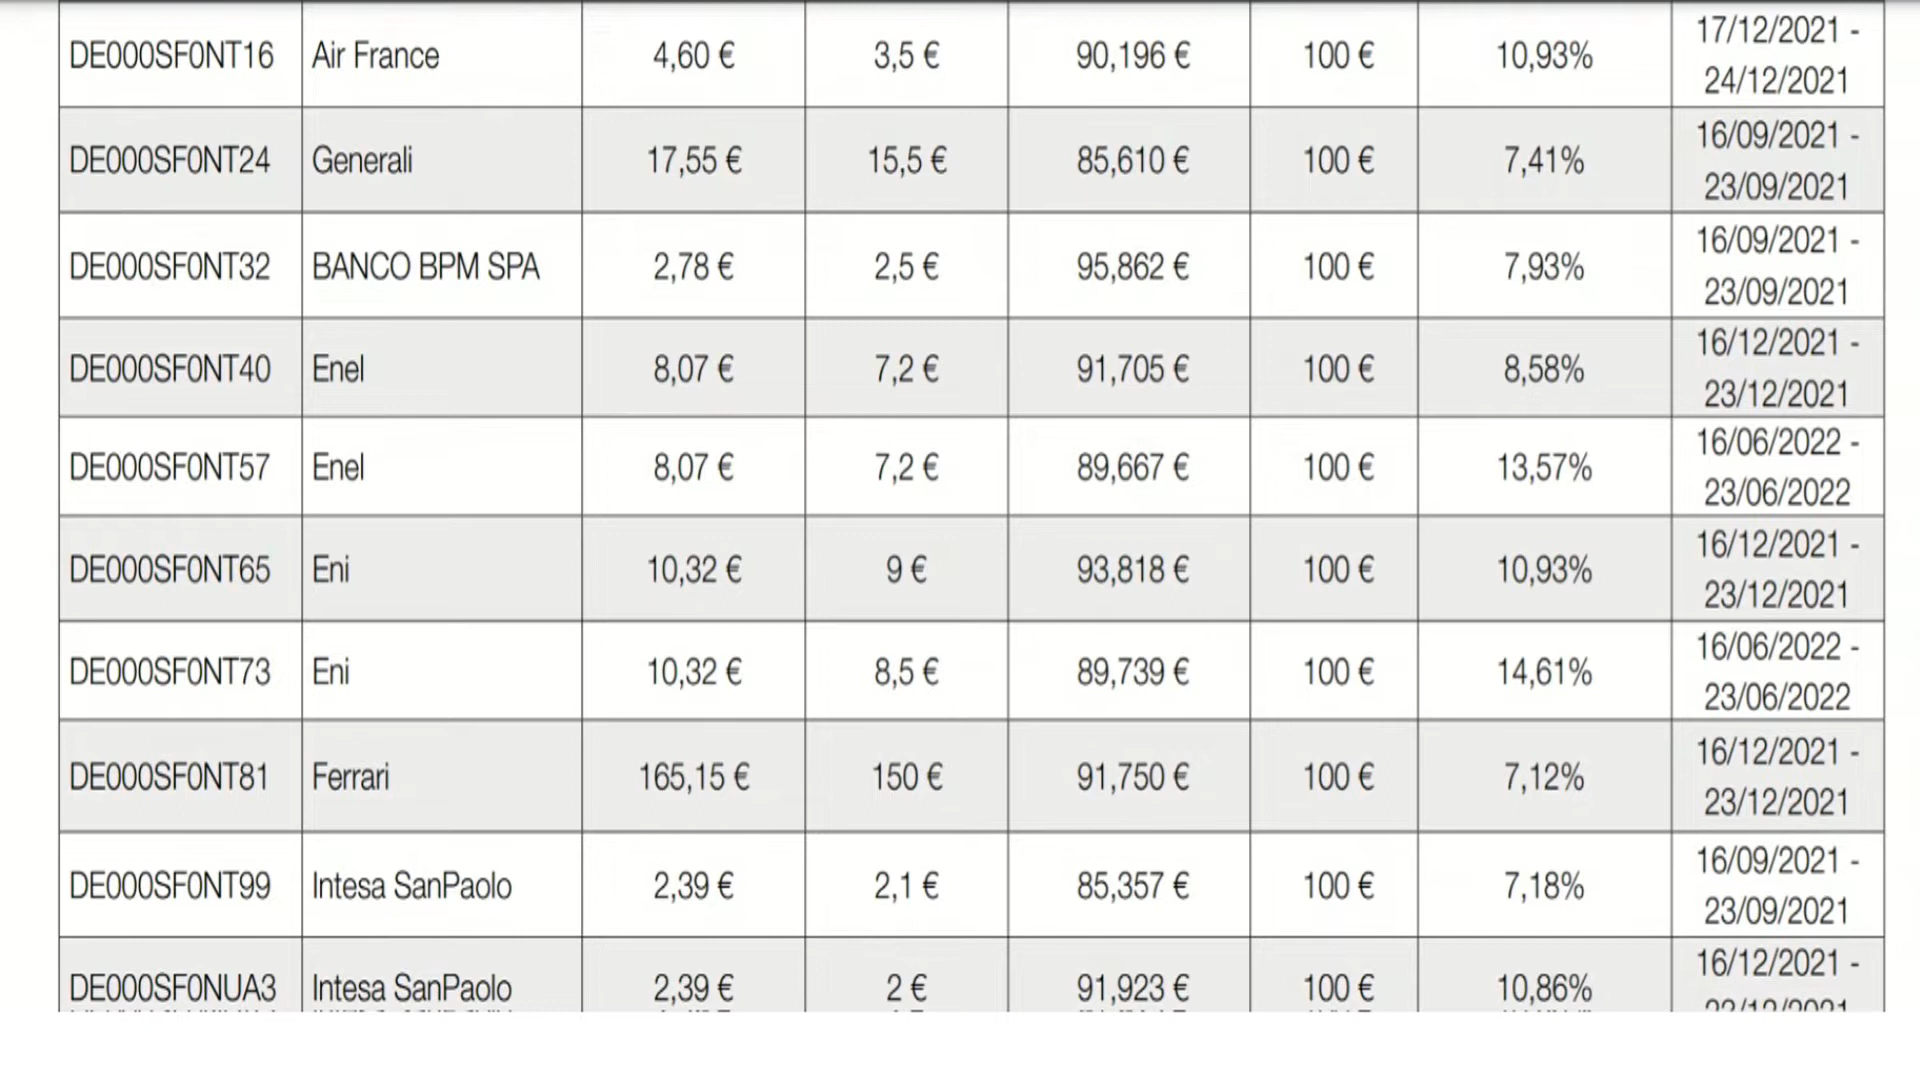 17/12/2021 -
DE000SF0NT16 Air France 4,60 € 3,5 € 90,196 € 100 € 10,93%
24/12/2021
16/09/2021 -
DE000SF0NT24 Generali 17,55 € 15,5 € 85,610 € 100 € 7,41%
23/09/2021
16/09/2021 -
DE000SF0NT32 BANCO BPM SPA 2,78 € 2,5 € 95,862 € 100 € 7,93%
23/09/2021
16/12/2021 -
DE000SF0NT40 Enel 8,07 € 7,2 € 91,705 € 100 € 8,58%
23/12/2021
16/06/2022 -
DE000SF0NT57 Enel 8,07 € 7,2 € 89,667 € 100 € 13,57%
23/06/2022
16/12/2021 -
DE000SF0NT65 Eni 10,32 € 9 € 93,818 € 100 € 10,93%
23/12/2021
16/06/2022 -
DE000SF0NT73 Eni 10,32 € 8,5 € 89,739 € 100 € 14,61%
23/06/2022
16/12/2021 -
DE000SF0NT81 Ferrari 165,15 € 150 € 91,750 € 100 € 7,12%
23/12/2021
16/09/2021 -
DE000SF0NT99 Intesa SanPaolo 2,39 € 2,1 € 85,357 € 100 € 7,18%
23/09/2021
16/12/2021 -
DE000SF0NUA3 Intesa SanPaolo 2,39 € 2 € 91,923 € 100 € 10,86%